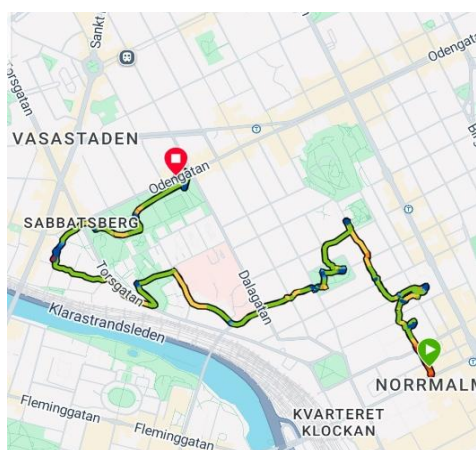 Sankt
Torsgatan
Odengatan
VASASTADEN
Odengatan
SABBATSBERG
Torsgatan
Dalagatan
Klarastrandsleden
NORRMALM
Fleminggatan
KVARTERET
KLOCKAN
Fleminggatan